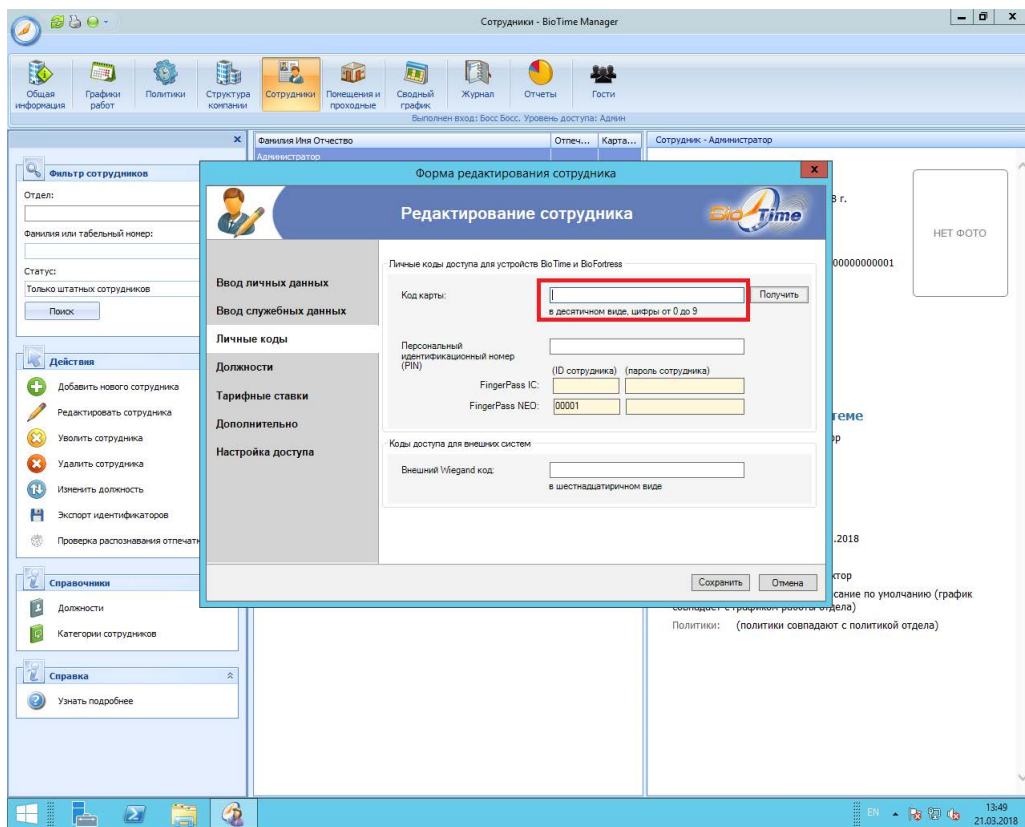 Сотрудники - BioTime Manager
Общая информация
Графики работ
Политики
Структура компании
Сотрудники
Помещения и проходные
Сводный график
Журнал
Отчеты
Гости
Выполнен вход: Босс Босс. Уровень доступа: Админ
Фильтр сотрудников
Отдел:
Фамилия или табельный номер:
Статус:
Только штатных сотрудников
Поиск
Действия
Добавить нового сотрудника
Редактировать сотрудника
Уволить сотрудника
Удалить сотрудника
Изменить должность
Экспорт идентификаторов
Проверка распознавания отпечатк
Справочники
Должности
Категории сотрудников
Справка
Узнать подробнее
Фамилия Имя Отчество
Отпеч...
Карта...
Администратор
Сотрудник - Администратор
Форма редактирования сотрудника
Редактирование сотрудника
BioTime
Ввод личных данных
Ввод служебных данных
Личные коды
Должности
Тарифные ставки
Дополнительно
Настройка доступа
Личные коды доступа для устройств BioTime и BioFortress
Код карты:
Получить
в десятичном виде, цифры от 0 до 9
Персональный
идентификационный номер
(PIN)
(ID сотрудника) (пароль сотрудника)
FingerPass IC:
FingerPass NEO: 00001
Коды доступа для внешних систем
Внешний Wiegand код:
в шестнадцатиричном виде
Сохранить
Отмена
8 г.
НЕТ ФОТО
00000000001
теме
ор
.2018
ктор
сание по умолчанию (график
совпадает с графиком работы отдела)
Политики: (политики совпадают с политикой отдела)
EN
13:49
21.03.2018